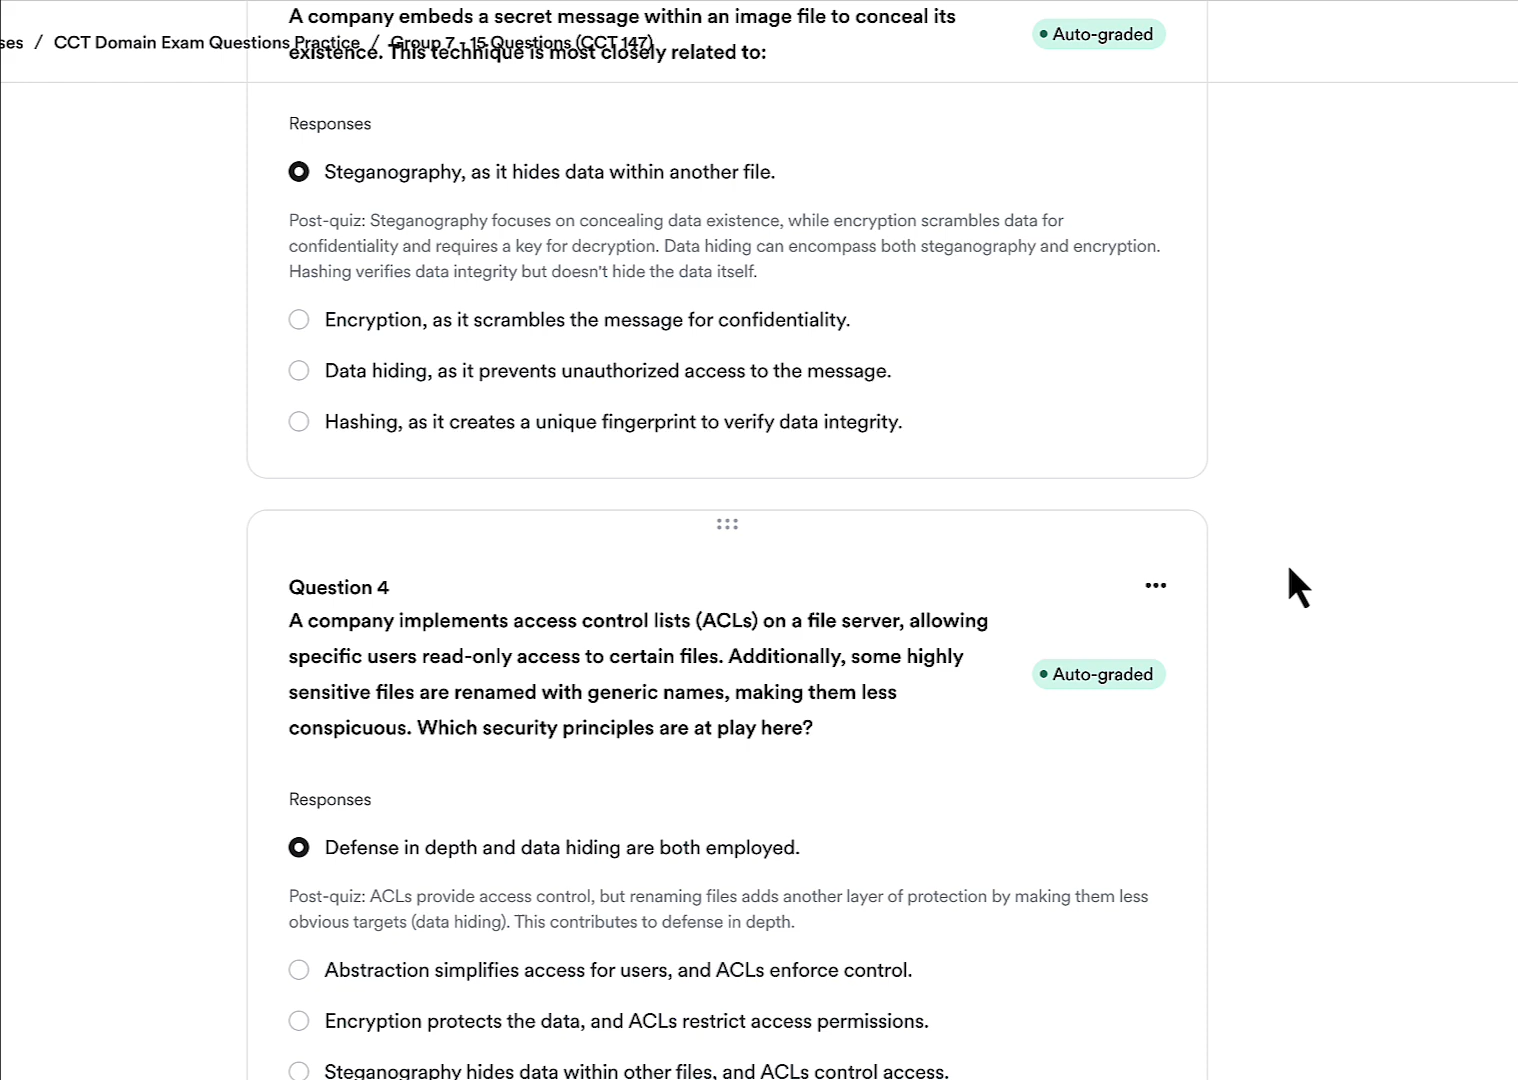 A company embeds a secret message within an image file to conceal its
ses / CCT Domain Exam Questions Practice / Group 7 - 15 Questions (CCT 147)
existence. This technique is most closely related to:
Auto-graded
Responses
Steganography, as it hides data within another file.
Post-quiz: Steganography focuses on concealing data existence, while encryption scrambles data for
confidentiality and requires a key for decryption. Data hiding can encompass both steganography and encryption.
Hashing verifies data integrity but doesn't hide the data itself.
Encryption, as it scrambles the message for confidentiality.
Data hiding, as it prevents unauthorized access to the message.
Hashing, as it creates a unique fingerprint to verify data integrity.
Question 4
A company implements access control lists (ACLs) on a file server, allowing
specific users read-only access to certain files. Additionally, some highly
sensitive files are renamed with generic names, making them less
conspicuous. Which security principles are at play here?
Auto-graded
Responses
Defense in depth and data hiding are both employed.
Post-quiz: ACLs provide access control, but renaming files adds another layer of protection by making them less
obvious targets (data hiding). This contributes to defense in depth.
Abstraction simplifies access for users, and ACLs enforce control.
Encryption protects the data, and ACLs restrict access permissions.
Steganography hides data within other files, and ACLs control access.